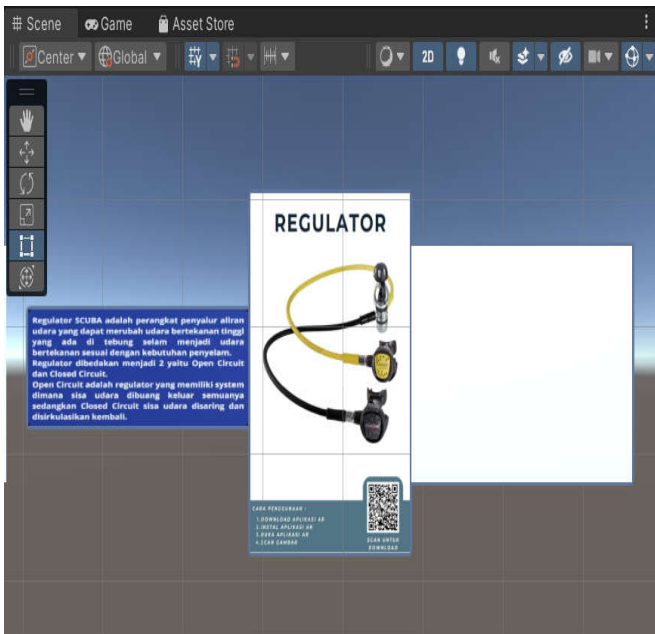 Scene
Game
Asset Store
Center
Global
2D
REGULATOR
Regulator SCUBA adalah perangkat penyalur aliran
udara yang dapat merubah udara bertekanan tinggi
yang ada di tebung selam menjadi udara
bertekanan sesuai dengan kebutuhan penyelam.
Regulator dibedakan menjadi 2 yaitu Open Circuit
dan Closed Circuit.
Open Circuit adalah regulator yang memiliki system
dimana sisa udara dibuang keluar semuanya
sedangkan Closed Circuit sisa udara disaring dan
disirkulasikan kembali.
CARA PENGGUNAAN :
1.DOWNLOAD APLIKASI AR
2.INSTAL APLIKASI AR
3.BUKA APLIKASI AR
4.SCAN GAMBAR
SCAN UNTUK
DOWNLOAD